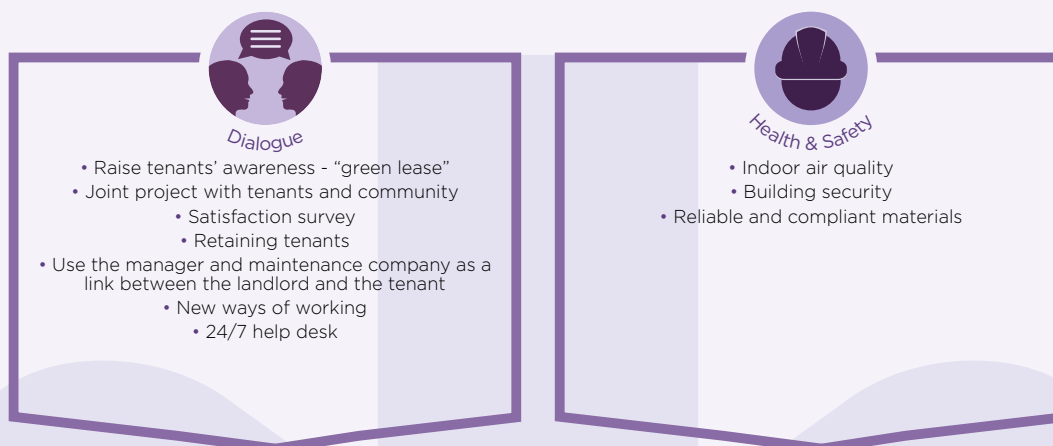 Dialogue
• Raise tenants’ awareness - “green lease”
• Joint project with tenants and community
• Satisfaction survey
• Retaining tenants
• Use the manager and maintenance company as a
link between the landlord and the tenant
• New ways of working
• 24/7 help desk
Health & Safety
• Indoor air quality
• Building security
• Reliable and compliant materials